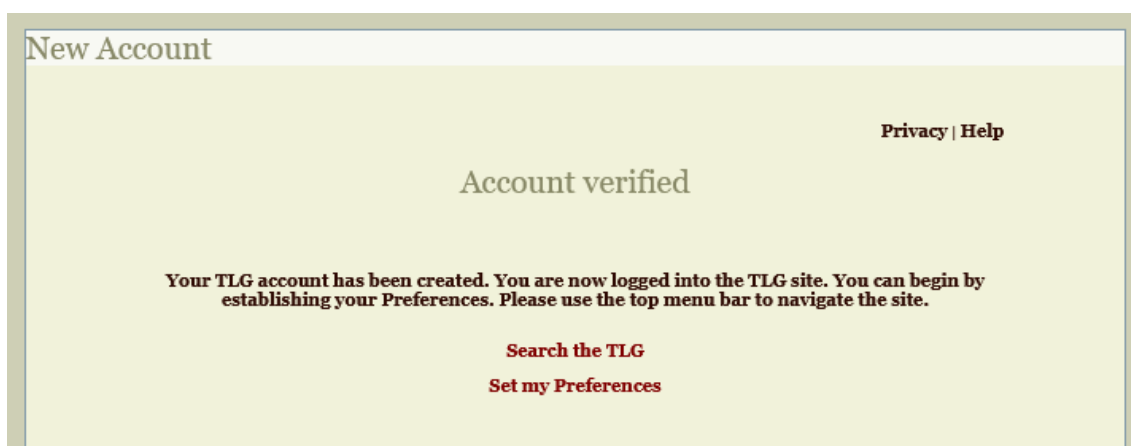 New Account
Privacy | Help
Account verified
Your TLG account has been created. You are now logged into the TLG site. You can begin by
establishing your Preferences. Please use the top menu bar to navigate the site.
Search the TLG
Set my Preferences